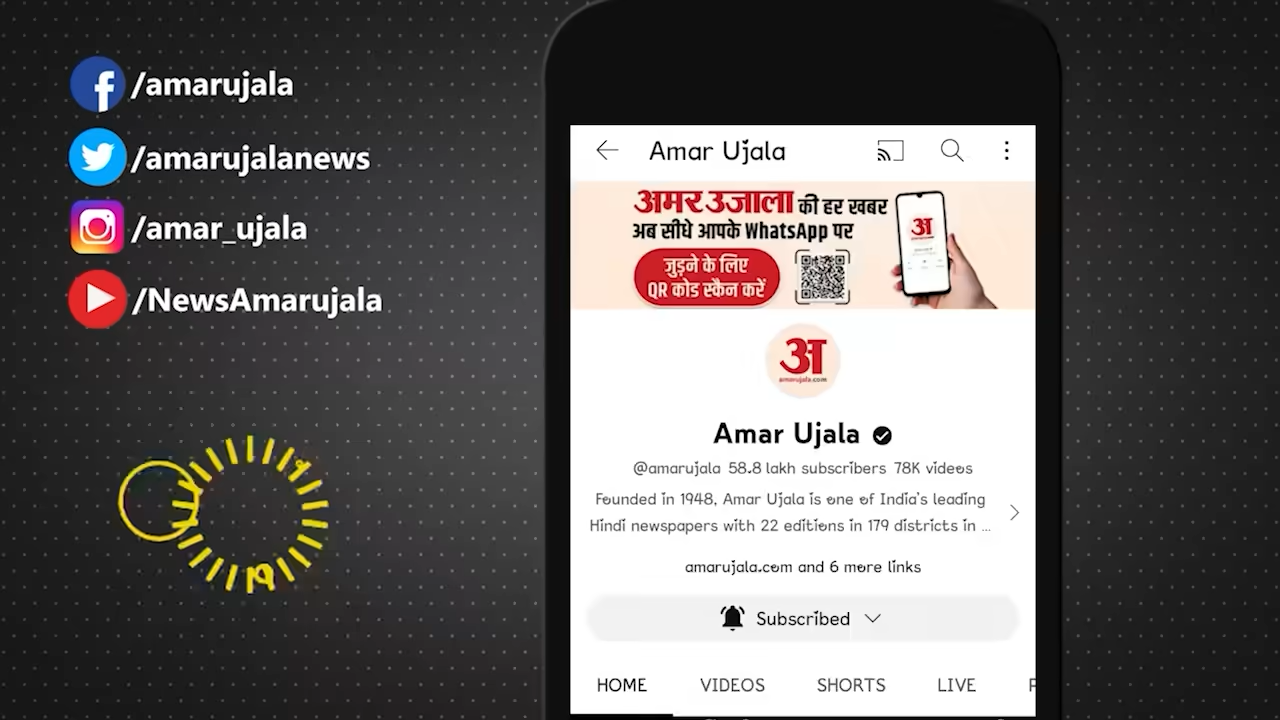 /amarujala
/amarujalanews
/amar_ujala
/NewsAmarujala
Amar Ujala
अमर उजाला की हर खबर
अब सीधे आपके WhatsApp पर
जुड़ने के लिए
QR कोड स्कैन करें
अ
अ
amarujala.com
Amar Ujala
@amarujala 58.8 lakh subscribers 78K videos
Founded in 1948, Amar Ujala is one of India's leading
Hindi newspapers with 22 editions in 179 districts in ...
amarujala.com and 6 more links
Subscribed
HOME VIDEOS SHORTS LIVE